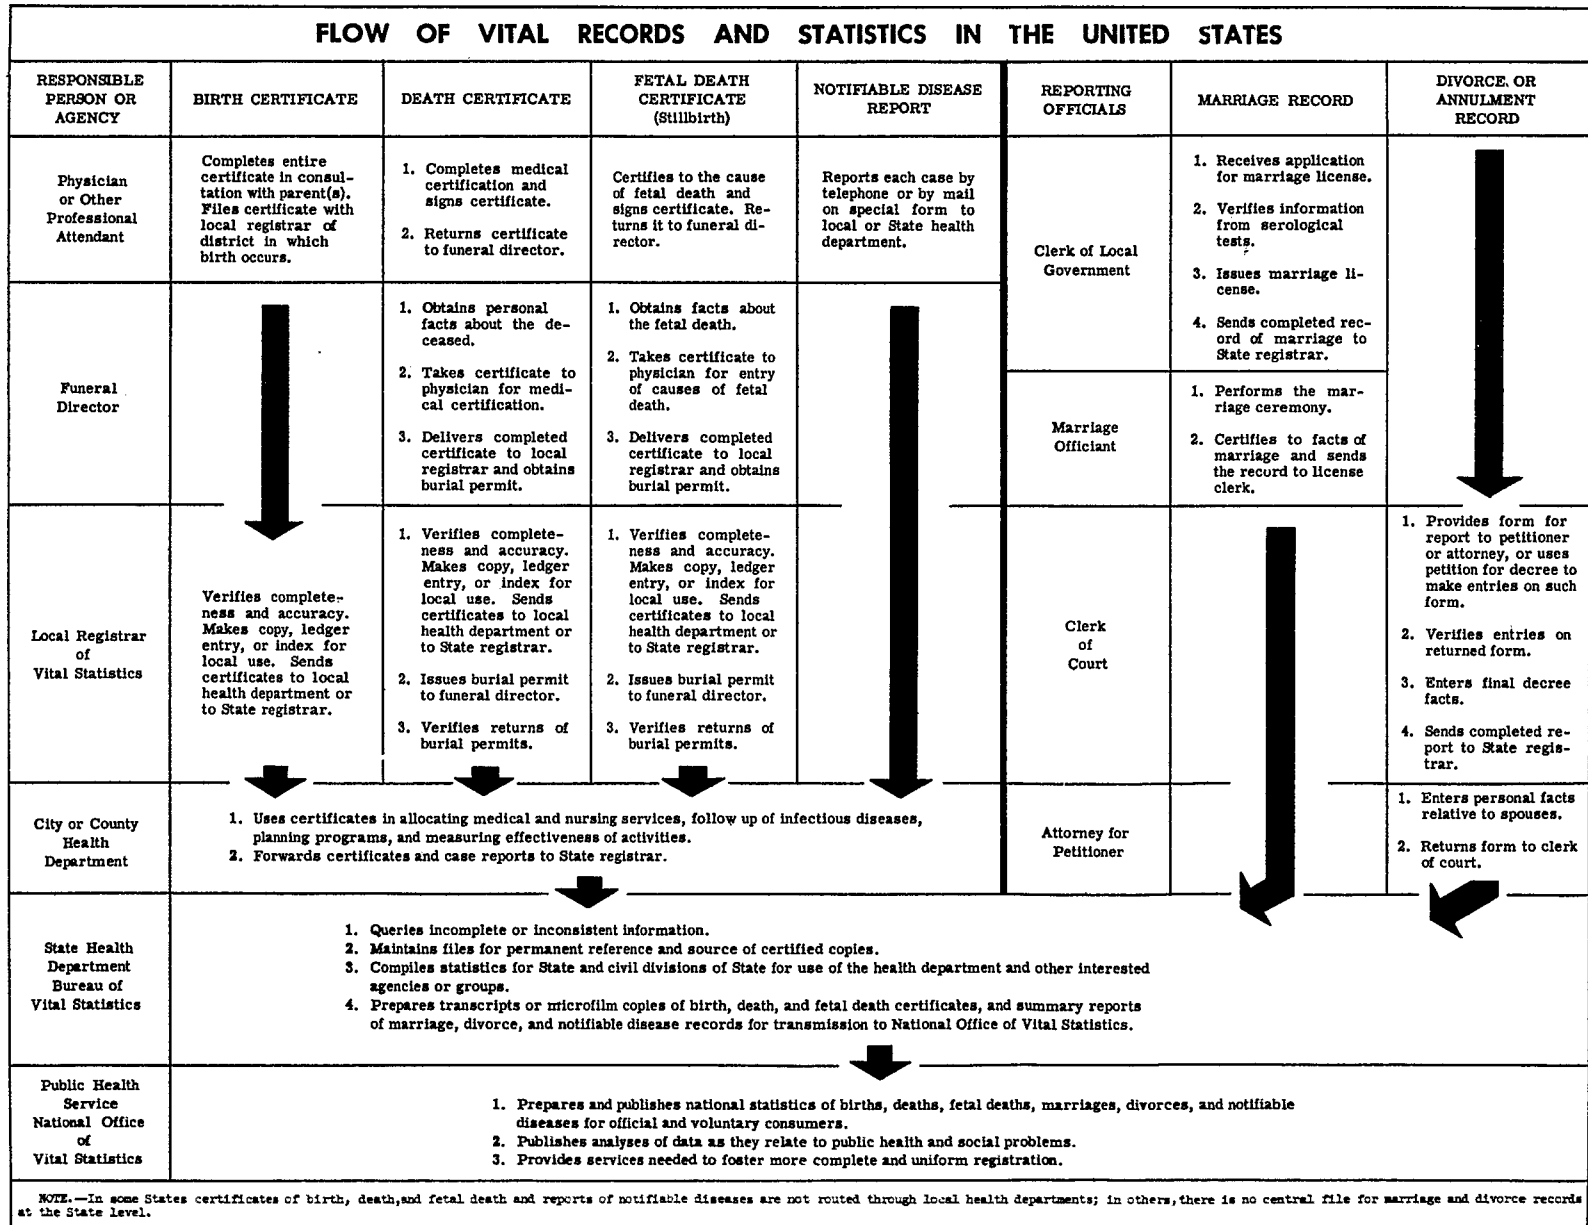 FLOW OF VITAL RECORDS AND STATISTICS IN THE UNITED STATES
RESPONSIBLE
PERSON OR
AGENCY
BIRTH CERTIFICATE
DEATH CERTIFICATE
FETAL DEATH
CERTIFICATE
(Stillbirth)
NOTIFIABLE DISEASE
REPORT
REPORTING
OFFICIALS
MARRIAGE RECORD
DIVORCE, OR
ANNULMENT
RECORD
Physician
or Other
Professional
Attendant
Completes entire
certificate in consul-
tation with parent(s).
Files certificate with
local registrar of
district in which
birth occurs.
1. Completes medical
certification and
signs certificate.
2. Returns certificate
to funeral director.
Certifies to the cause
of fetal death and
signs certificate. Re-
turns it to funeral di-
rector.
Reports each case by
telephone or by mail
on special form to
local or State health
department.
Clerk of Local
Government
1. Receives application
for marriage license.
2. Verifies information
from serological
tests.
3. Issues marriage li-
cense.
4. Sends completed rec-
ord of marriage to
State registrar.
Funeral
Director
1. Obtains personal
facts about the de-
ceased.
2. Takes certificate to
physician for medi-
cal certification.
3. Delivers completed
certificate to local
registrar and obtains
burial permit.
1. Obtains facts about
the fetal death.
2. Takes certificate to
physician for entry
of causes of fetal
death.
3. Delivers completed
certificate to local
registrar and obtains
burial permit.
Marriage
Officiant
1. Performs the mar-
riage ceremony.
2. Certifies to facts of
marriage and sends
the record to license
clerk.
Local Registrar
of
Vital Statistics
Verifies complete-
ness and accuracy.
Makes copy, ledger
entry, or index for
local use. Sends
certificates to local
health department or
to State registrar.
1. Verifies complete-
ness and accuracy.
Makes copy, ledger
entry, or index for
local use. Sends
certificates to local
health department or
to State registrar.
2. Issues burial permit
to funeral director.
3. Verifies returns of
burial permits.
1. Verifies complete-
ness and accuracy.
Makes copy, ledger
entry, or index for
local use. Sends
certificates to local
health department or
to State registrar.
2. Issues burial permit
to funeral director.
3. Verifies returns of
burial permits.
Clerk
of
Court
1. Provides form for
report to petitioner
or attorney, or uses
petition for decree to
make entries on such
form.
2. Verifies entries on
returned form.
3. Enters final decree
facts.
4. Sends completed re-
port to State regis-
trar.
City or County
Health
Department
1. Uses certificates in allocating medical and nursing services, follow up of infectious diseases,
planning programs, and measuring effectiveness of activities.
2. Forwards certificates and case reports to State registrar.
Attorney for
Petitioner
1. Enters personal facts
relative to spouses.
2. Returns form to clerk
of court.
State Health
Department
Bureau of
Vital Statistics
1. Queries incomplete or inconsistent information.
2. Maintains files for permanent reference and source of certified copies.
3. Compiles statistics for State and civil divisions of State for use of the health department and other interested
agencies or groups.
4. Prepares transcripts or microfilm copies of birth, death, and fetal death certificates, and summary reports
of marriage, divorce, and notifiable disease records for transmission to National Office of Vital Statistics.
Public Health
Service
National Office
of
Vital Statistics
1. Prepares and publishes national statistics of births, deaths, fetal deaths, marriages, divorces, and notifiable
diseases for official and voluntary consumers.
2. Publishes analyses of data as they relate to public health and social problems.
3. Provides services needed to foster more complete and uniform registration.
NOTE.—In some States certificates of birth, death,and fetal death and reports of notifiable diseases are not routed through local health departments; in others, there is no central file for marriage and divorce records
at the State level.